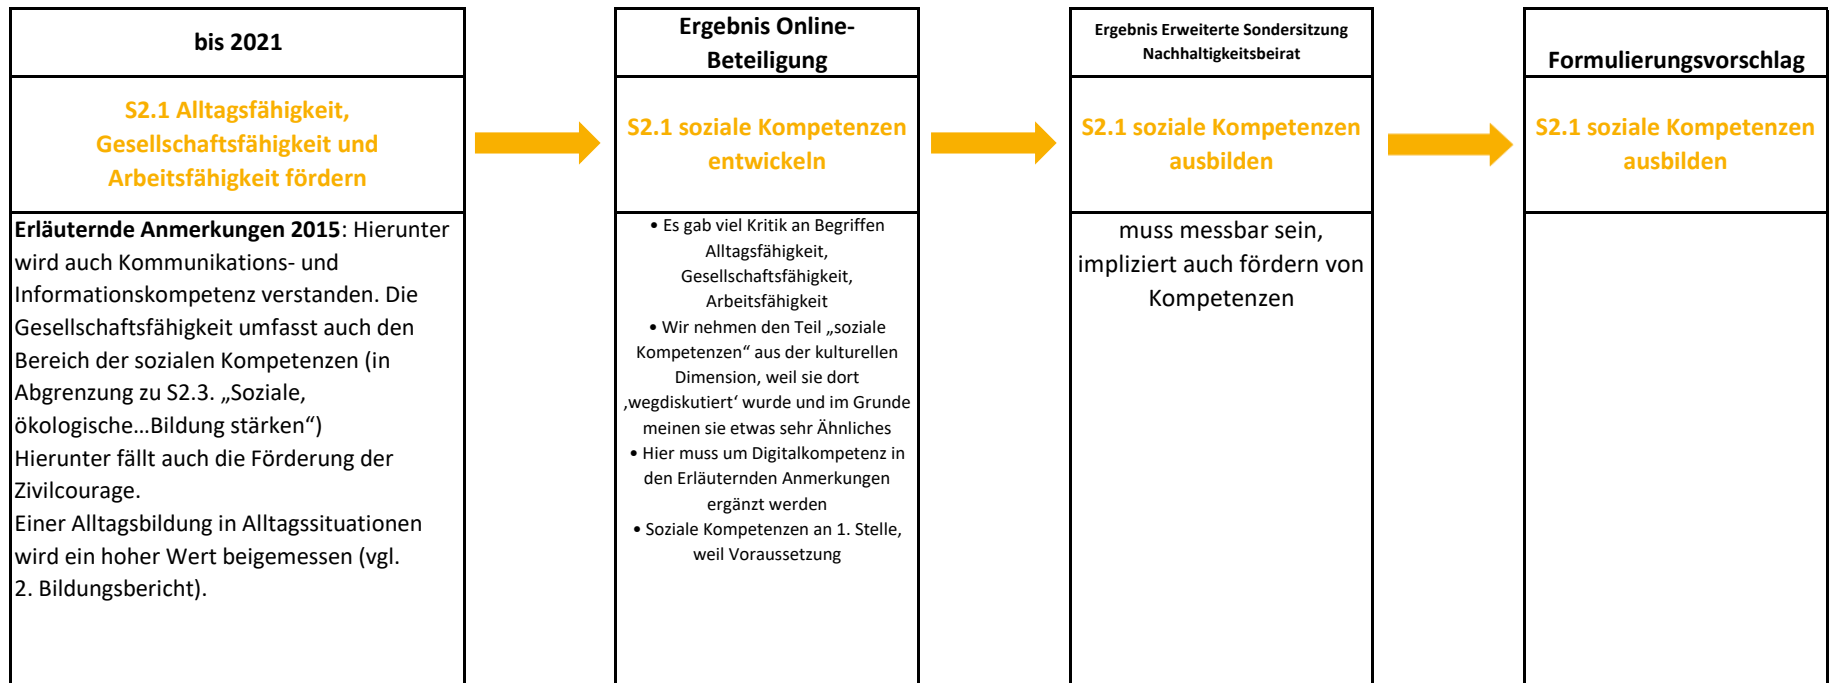 bis 2021
S2.1 Alltagsfähigkeit,
Gesellschaftsfähigkeit und
Arbeitsfähigkeit fördern
Erläuternde Anmerkungen 2015: Hierunter
wird auch Kommunikations- und
Informationskompetenz verstanden. Die
Gesellschaftsfähigkeit umfasst auch den
Bereich der sozialen Kompetenzen (in
Abgrenzung zu S2.3. „Soziale,
ökologische...Bildung stärken“)
Hierunter fällt auch die Förderung der
Zivilcourage.
Einer Alltagsbildung in Alltagssituationen
wird ein hoher Wert beigemessen (vgl.
2. Bildungsbericht).
Ergebnis Online-
Beteiligung
S2.1 soziale Kompetenzen
entwickeln
• Es gab viel Kritik an Begriffen
Alltagsfähigkeit,
Gesellschaftsfähigkeit,
Arbeitsfähigkeit
• Wir nehmen den Teil „soziale
Kompetenzen“ aus der kulturellen
Dimension, weil sie dort
‚wegdiskutiert‘ wurde und im Grunde
meinen sie etwas sehr Ähnliches
• Hier muss um Digitalkompetenz in
den Erläuternden Anmerkungen
ergänzt werden
• Soziale Kompetenzen an 1. Stelle,
weil Voraussetzung
Ergebnis Erweiterte Sondersitzung
Nachhaltigkeitsbeirat
S2.1 soziale Kompetenzen
ausbilden
muss messbar sein,
impliziert auch fördern von
Kompetenzen
Formulierungsvorschlag
S2.1 soziale Kompetenzen
ausbilden